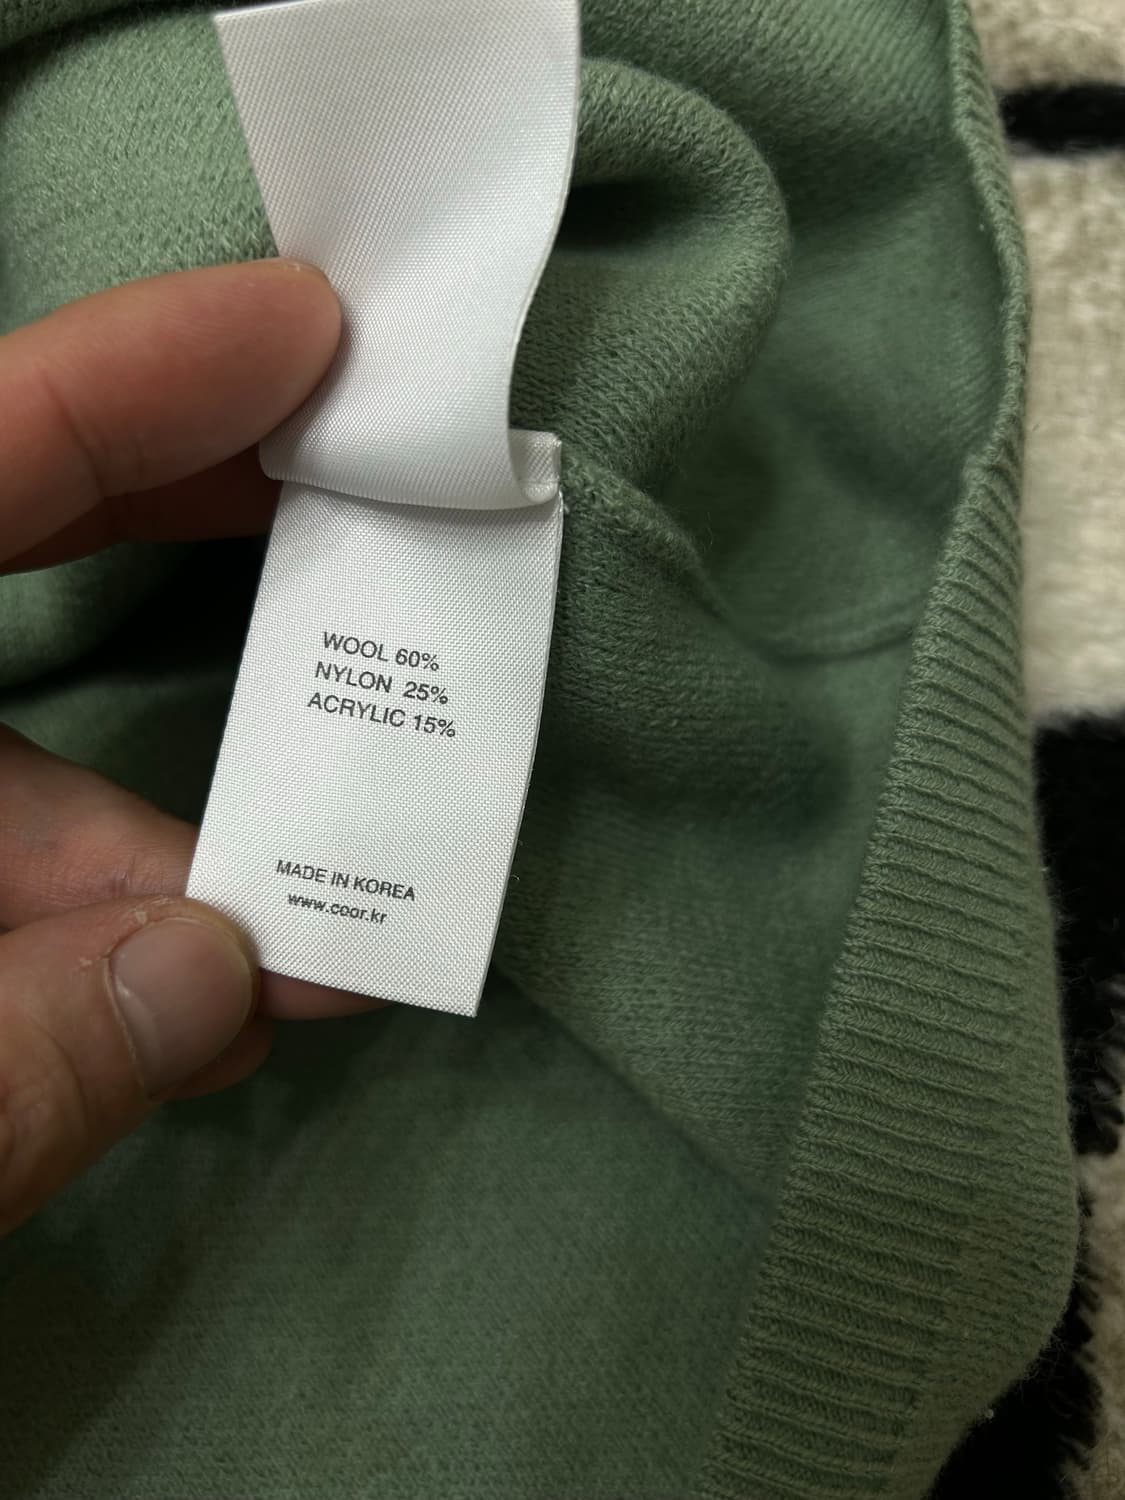 WOOL 60%
NYLON 25%
ACRYLIC 15%
MADE IN KOREA
www.coor.kr